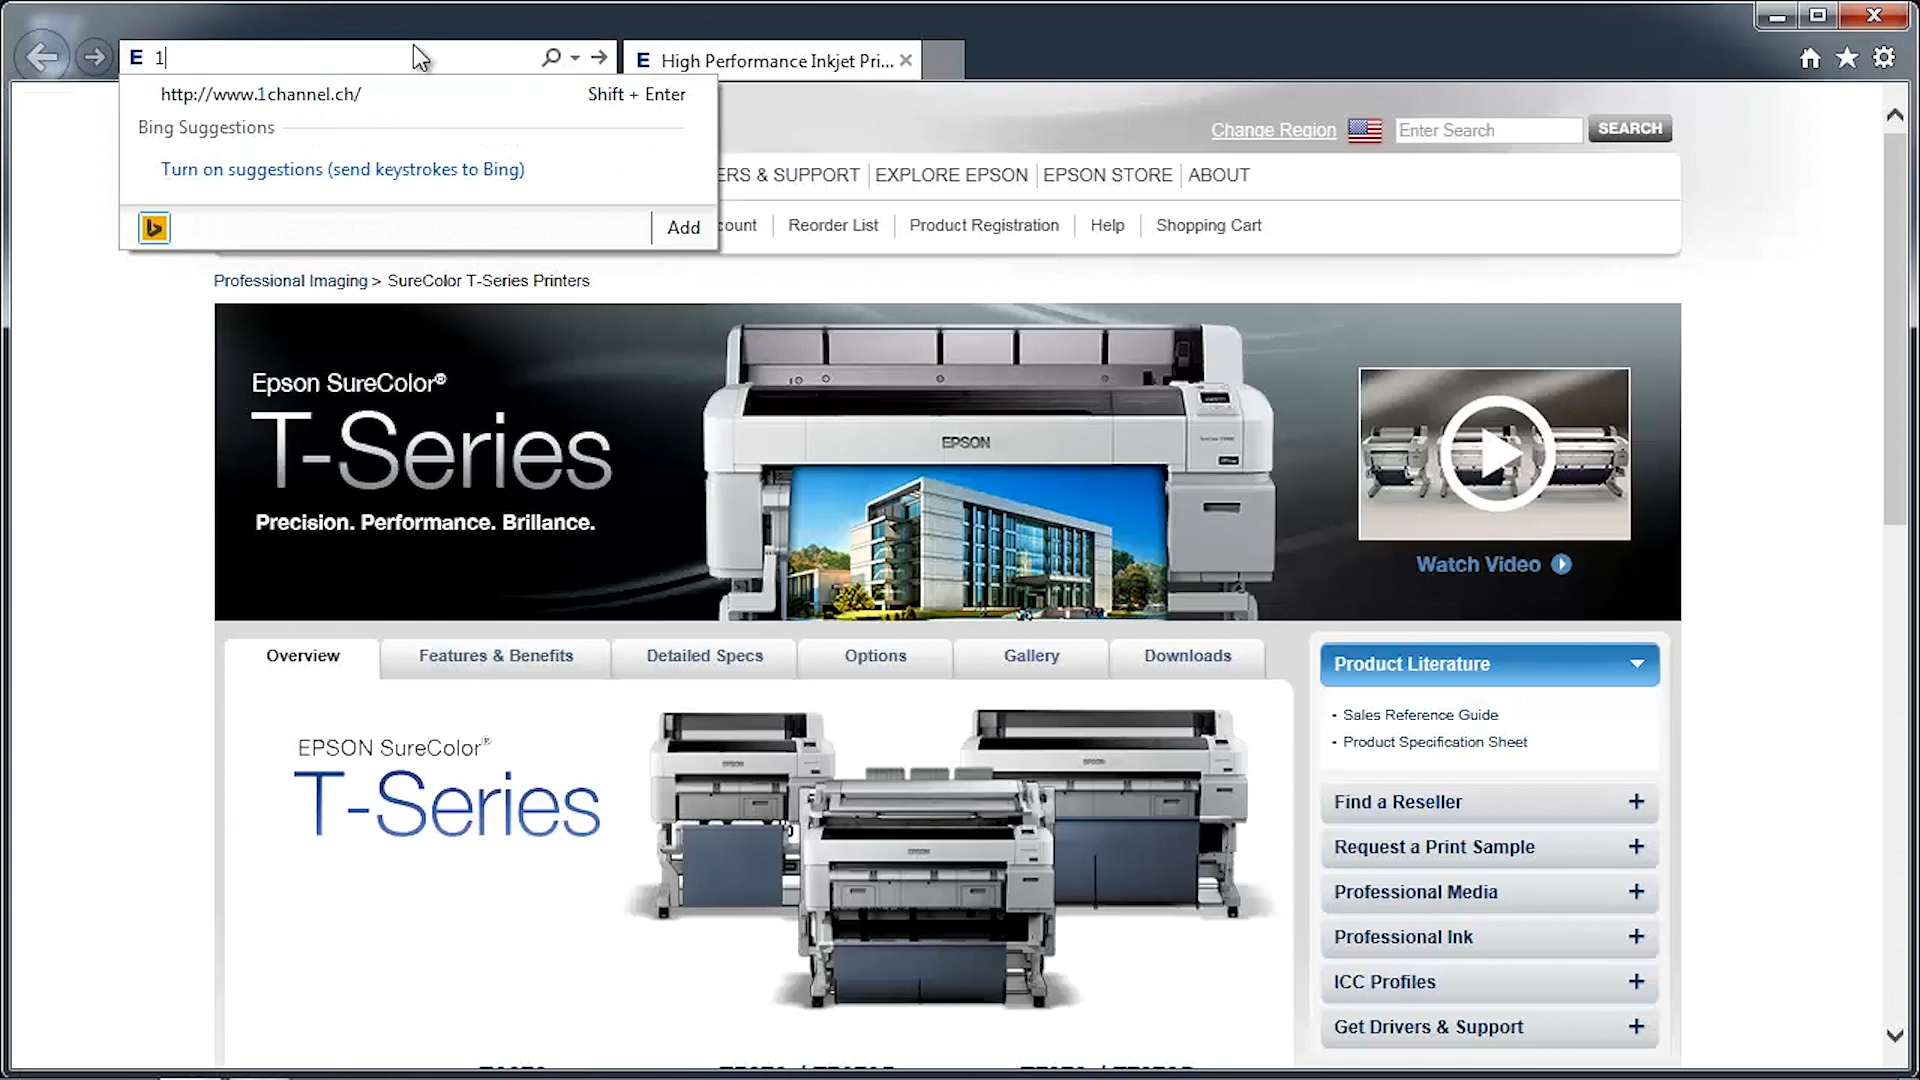 E 1
High Performance Inkjet Pri...
http://www.1channel.ch/ Shift + Enter
Bing Suggestions
Turn on suggestions (send keystrokes to Bing)
Add
Change Region Enter Search SEARCH
& SUPPORT EXPLORE EPSON EPSON STORE ABOUT
Reorder List Product Registration Help Shopping Cart
Professional Imaging > SureColor T-Series Printers
Epson SureColor®
T-Series
Precision. Performance. Brillance.
EPSON
Watch Video
Overview Features & Benefits Detailed Specs Options Gallery Downloads
EPSON SureColor®
T-Series
EPSON
EPSON
EPSON
Product Literature
- Sales Reference Guide
- Product Specification Sheet
Find a Reseller +
Request a Print Sample +
Professional Media +
Professional Ink +
ICC Profiles +
Get Drivers & Support +